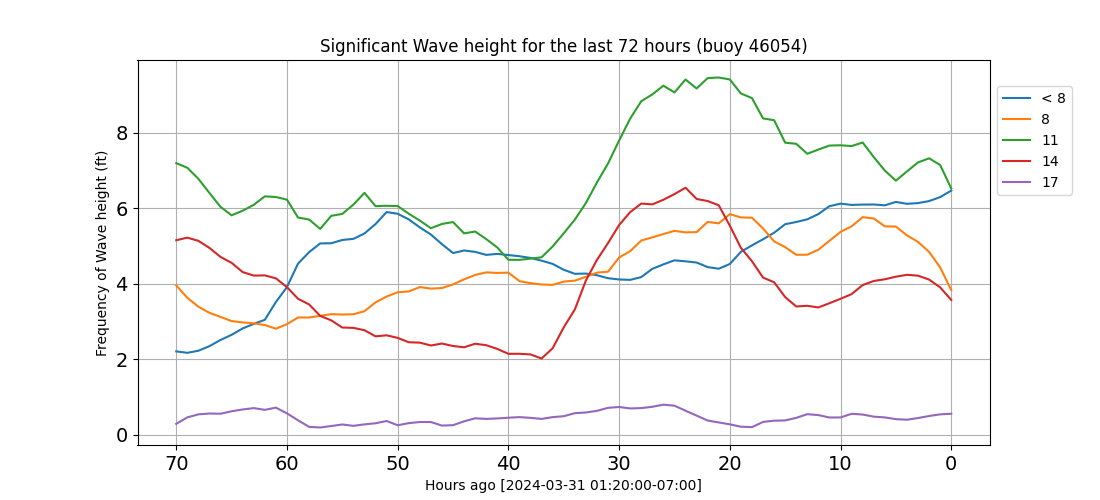 Significant Wave height for the last 72 hours (buoy 46054)
Frequency of Wave height (ft)
8
6
4
2
0
70 60 50 40 30 20 10 0
Hours ago [2024-03-31 01:20:00-07:00]
< 8
8
11
14
17